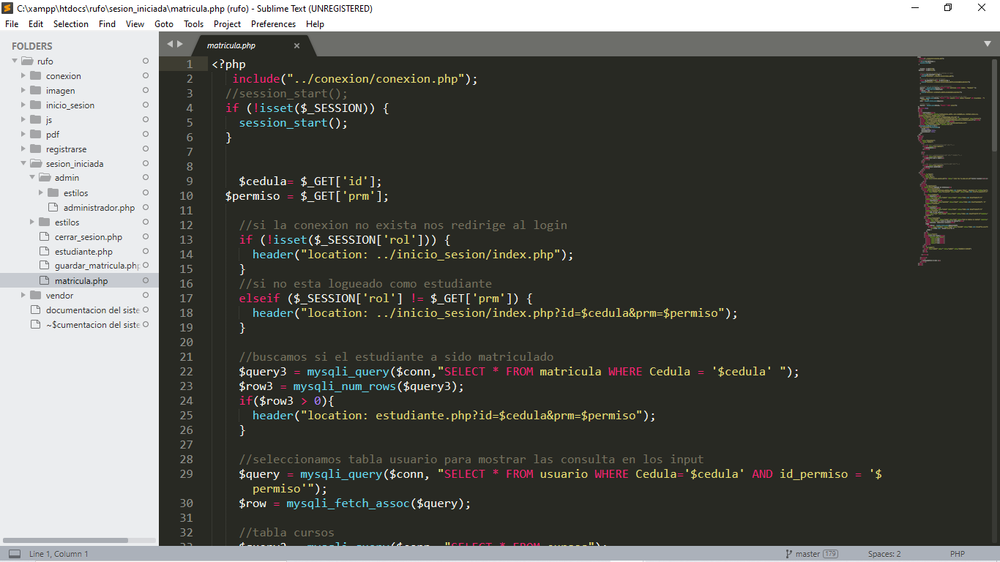 C:\xampp\htdocs\rufo\sesion_iniciada\matricula.php (rufo) - Sublime Text (UNREGISTERED)
File Edit Selection Find View Goto Tools Project Preferences Help
FOLDERS
rufo
conexion
imagen
inicio_sesion
js
pdf
registrarse
sesion_iniciada
admin
estilos
administrador.php
estilos
cerrar_sesion.php
estudiante.php
guardar_matricula.php
matricula.php
vendor
documentacion del siste
~$cumentacion del siste
matricula.php ×
1 <?php
2 include("../conexion/conexion.php");
3 //session_start();
4 if (!isset($_SESSION)) {
5 session_start();
6 }
7
8
9 $cedula= $_GET['id'];
10 $permiso = $_GET['prm'];
11
12 //si la conexion no exista nos redirige al login
13 if (!isset($_SESSION['rol'])) {
14 header("location: ../inicio_sesion/index.php");
15 }
16 //si no esta logueado como estudiante
17 elseif ($_SESSION['rol'] != $_GET['prm']) {
18 header("location: ../inicio_sesion/index.php?id=$cedula&prm=$permiso");
19 }
20
21 //buscamos si el estudiante a sido matriculado
22 $query3 = mysqli_query($conn,"SELECT * FROM matricula WHERE Cedula = '$cedula' ");
23 $row3 = mysqli_num_rows($query3);
24 if($row3 > 0){
25 header("location: estudiante.php?id=$cedula&prm=$permiso");
26 }
27
28 //seleccionamos tabla usuario para mostrar las consulta en los input
29 $query = mysqli_query($conn, "SELECT * FROM usuario WHERE Cedula='$cedula' AND id_permiso = '$
permiso'");
30 $row = mysqli_fetch_assoc($query);
31
32 //tabla cursos
33 $query2 = mysqli_query($conn, "SELECT * FROM cursos");
Line 1, Column 1 master 179 Spaces: 2 PHP